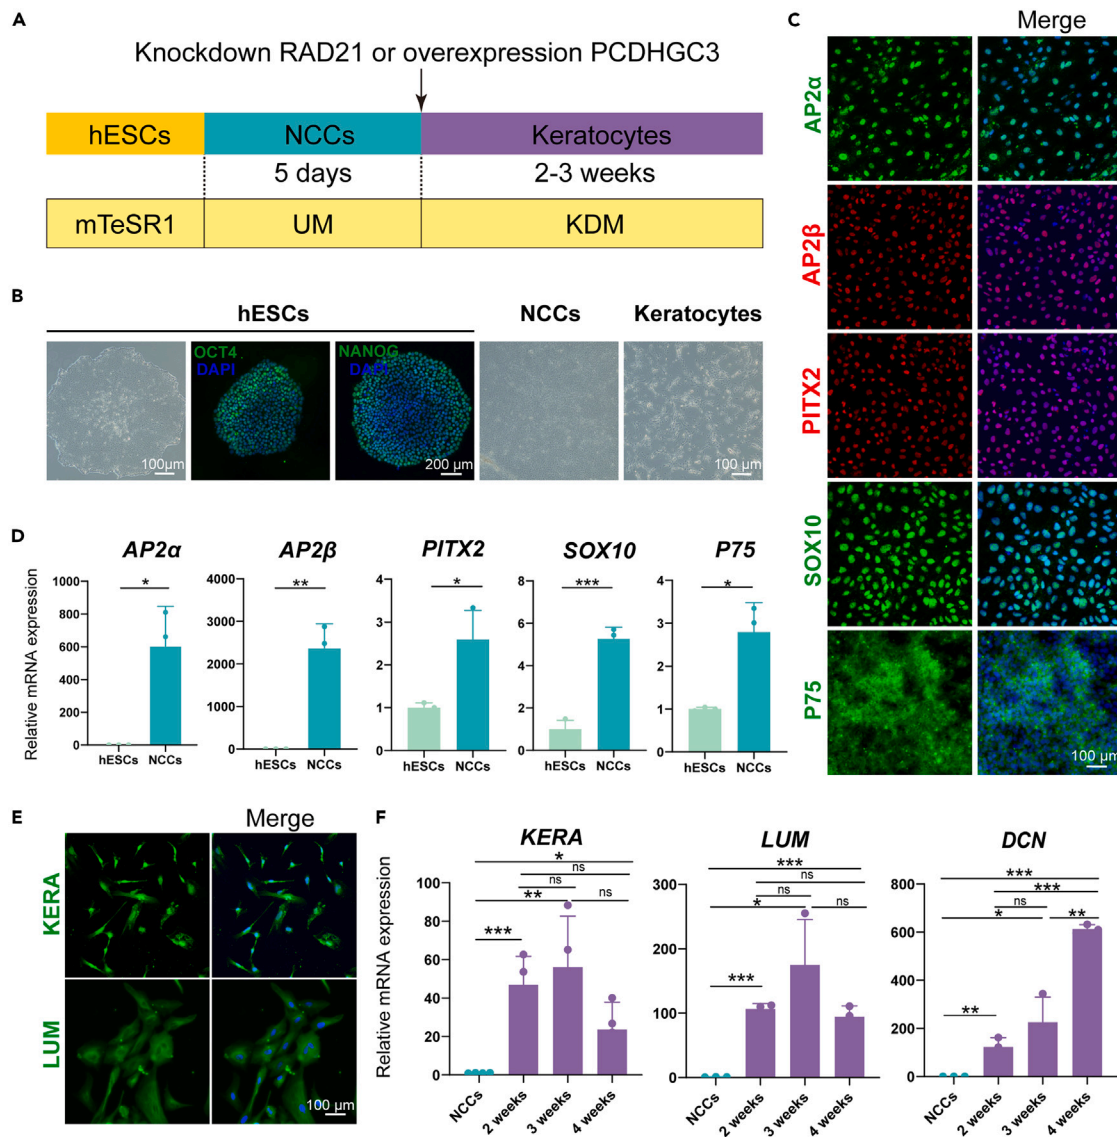 A
Knockdown RAD21 or overexpression PCDHGC3
hESCs NCCs Keratocytes
5 days 2-3 weeks
mTeSR1 UM KDM
B
hESCs NCCs Keratocytes
OCT4
DAPI
NANOG
DAPI
100μm 200 μm 100 μm
C
Merge
AP2α
AP2β
PITX2
SOX10
P75
100 μm
D
Relative mRNA expression
AP2α
*
1000
800
600
400
200
0
hESCs NCCs
AP2β
**
4000
3000
2000
1000
0
hESCs NCCs
PITX2
*
4
3
2
1
0
hESCs NCCs
SOX10
***
8
6
4
2
0
hESCs NCCs
P75
*
4
3
2
1
0
hESCs NCCs
E
Merge
KERA
LUM
100 μm
F
Relative mRNA expression
KERA
*
ns
ns
** ns
***
100
80
60
40
20
0
NCCs 2 weeks 3 weeks 4 weeks
LUM
***
ns
ns
* ns
***
300
200
100
0
NCCs 2 weeks 3 weeks 4 weeks
DCN
***
***
ns
* **
**
800
600
400
200
0
NCCs 2 weeks 3 weeks 4 weeks